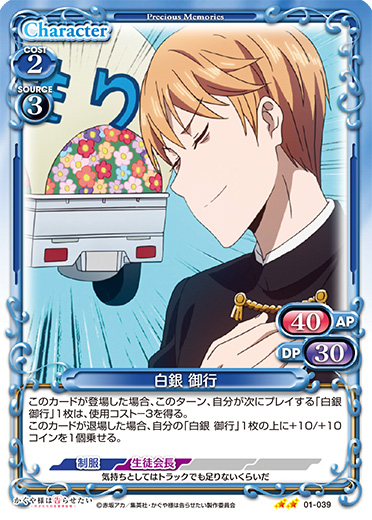 Precious Memories
Character
COST
2
SOURCE
3
まり
40 AP
DP 30
白銀 御行
このカードが登場した場合、このターン、自分が次にプレイする「白銀
御行」1枚は、使用コスト－3を得る。
このカードが退場した場合、自分の「白銀 御行」1枚の上に+10/+10
コインを1個乗せる。
制服 生徒会長
気持ちとしてはトラックでも足りないくらいだ
かぐや様は告らせたい
©赤坂アカ/集英社・かぐや様は告らせたい製作委員会
01-039